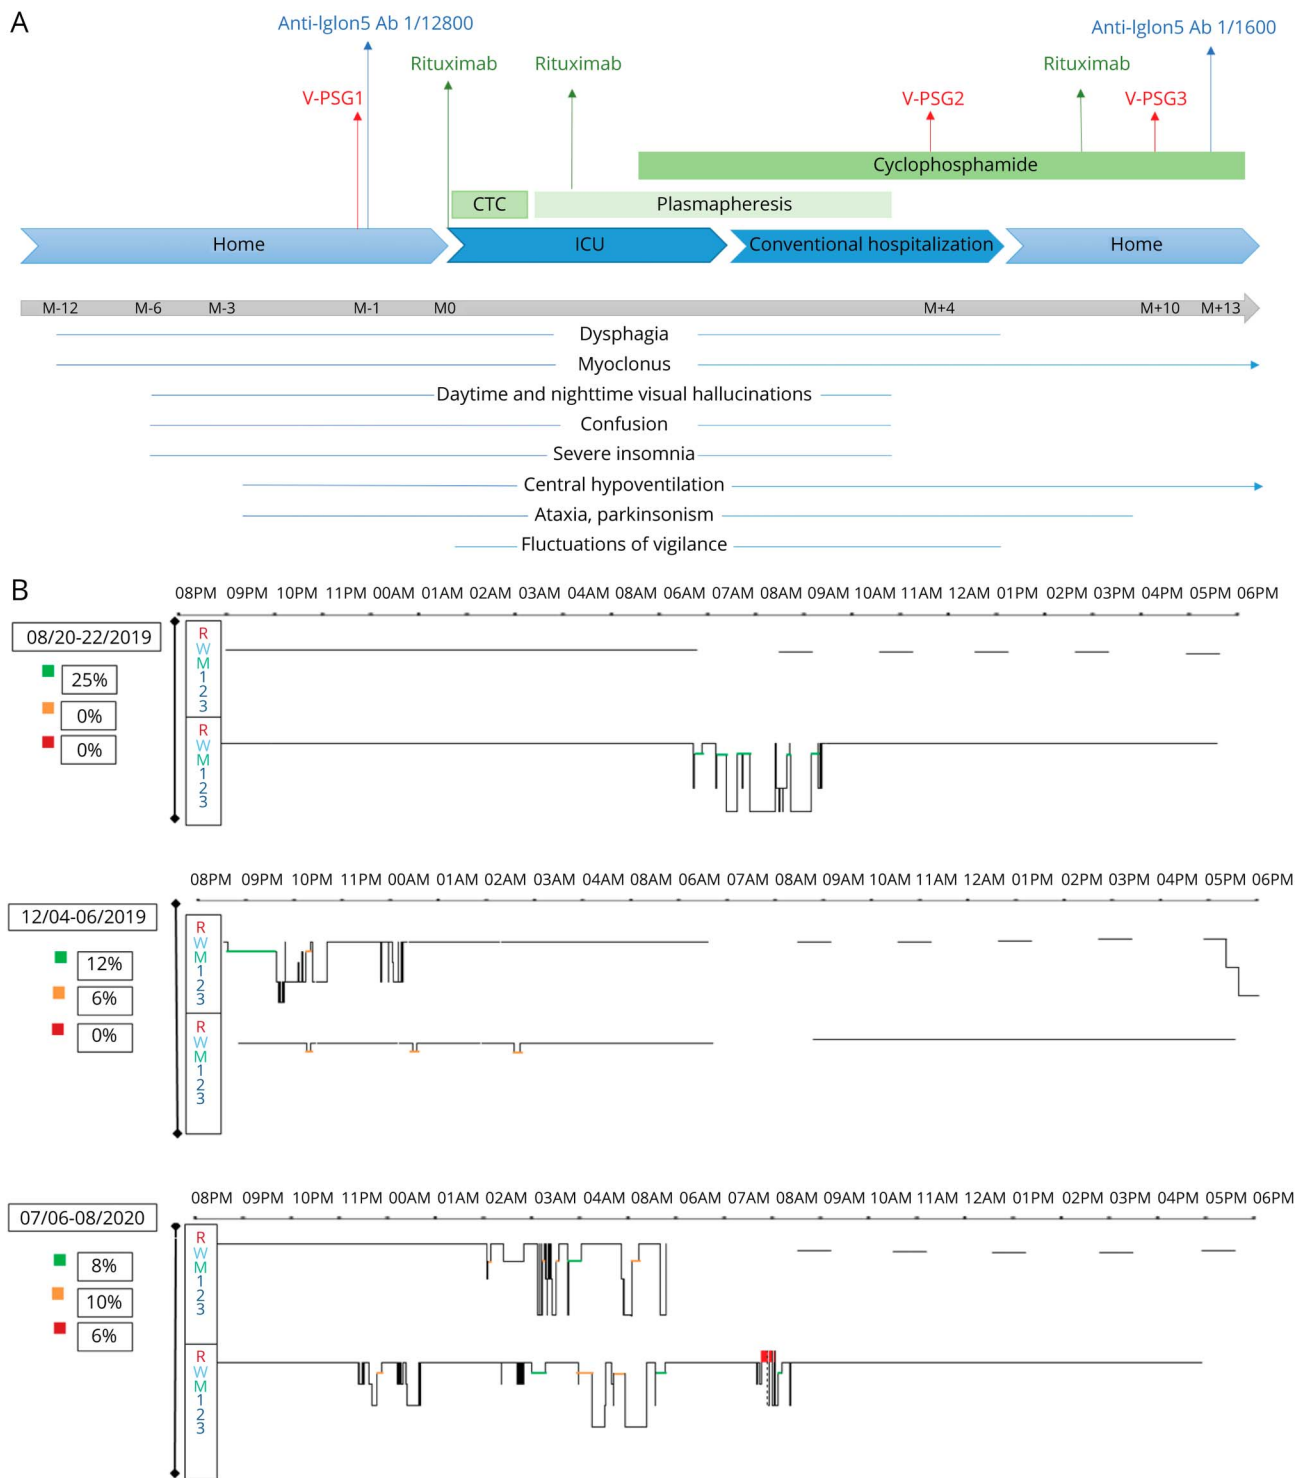 A
Anti-Iglon5 Ab 1/12800
Anti-Iglon5 Ab 1/1600
Rituximab
Rituximab
Rituximab
V-PSG1
V-PSG2
V-PSG3
Cyclophosphamide
CTC
Plasmapheresis
Home
ICU
Conventional hospitalization
Home
M-12 M-6 M-3 M-1 M0 M+4 M+10 M+13
Dysphagia
Myoclonus
Daytime and nighttime visual hallucinations
Confusion
Severe insomnia
Central hypoventilation
Ataxia, parkinsonism
Fluctuations of vigilance
B
08PM 09PM 10PM 11PM 00AM 01AM 02AM 03AM 04AM 08AM 06AM 07AM 08AM 09AM 10AM 11AM 12AM 01PM 02PM 03PM 04PM 05PM 06PM
08/20-22/2019
25%
0%
0%
R
W
M
1
2
3
R
W
M
1
2
3
08PM 09PM 10PM 11PM 00AM 01AM 02AM 03AM 04AM 08AM 06AM 07AM 08AM 09AM 10AM 11AM 12AM 01PM 02PM 03PM 04PM 05PM 06PM
12/04-06/2019
12%
6%
0%
R
W
M
1
2
3
R
W
M
1
2
3
08PM 09PM 10PM 11PM 00AM 01AM 02AM 03AM 04AM 08AM 06AM 07AM 08AM 09AM 10AM 11AM 12AM 01PM 02PM 03PM 04PM 05PM 06PM
07/06-08/2020
8%
10%
6%
R
W
M
1
2
3
R
W
M
1
2
3